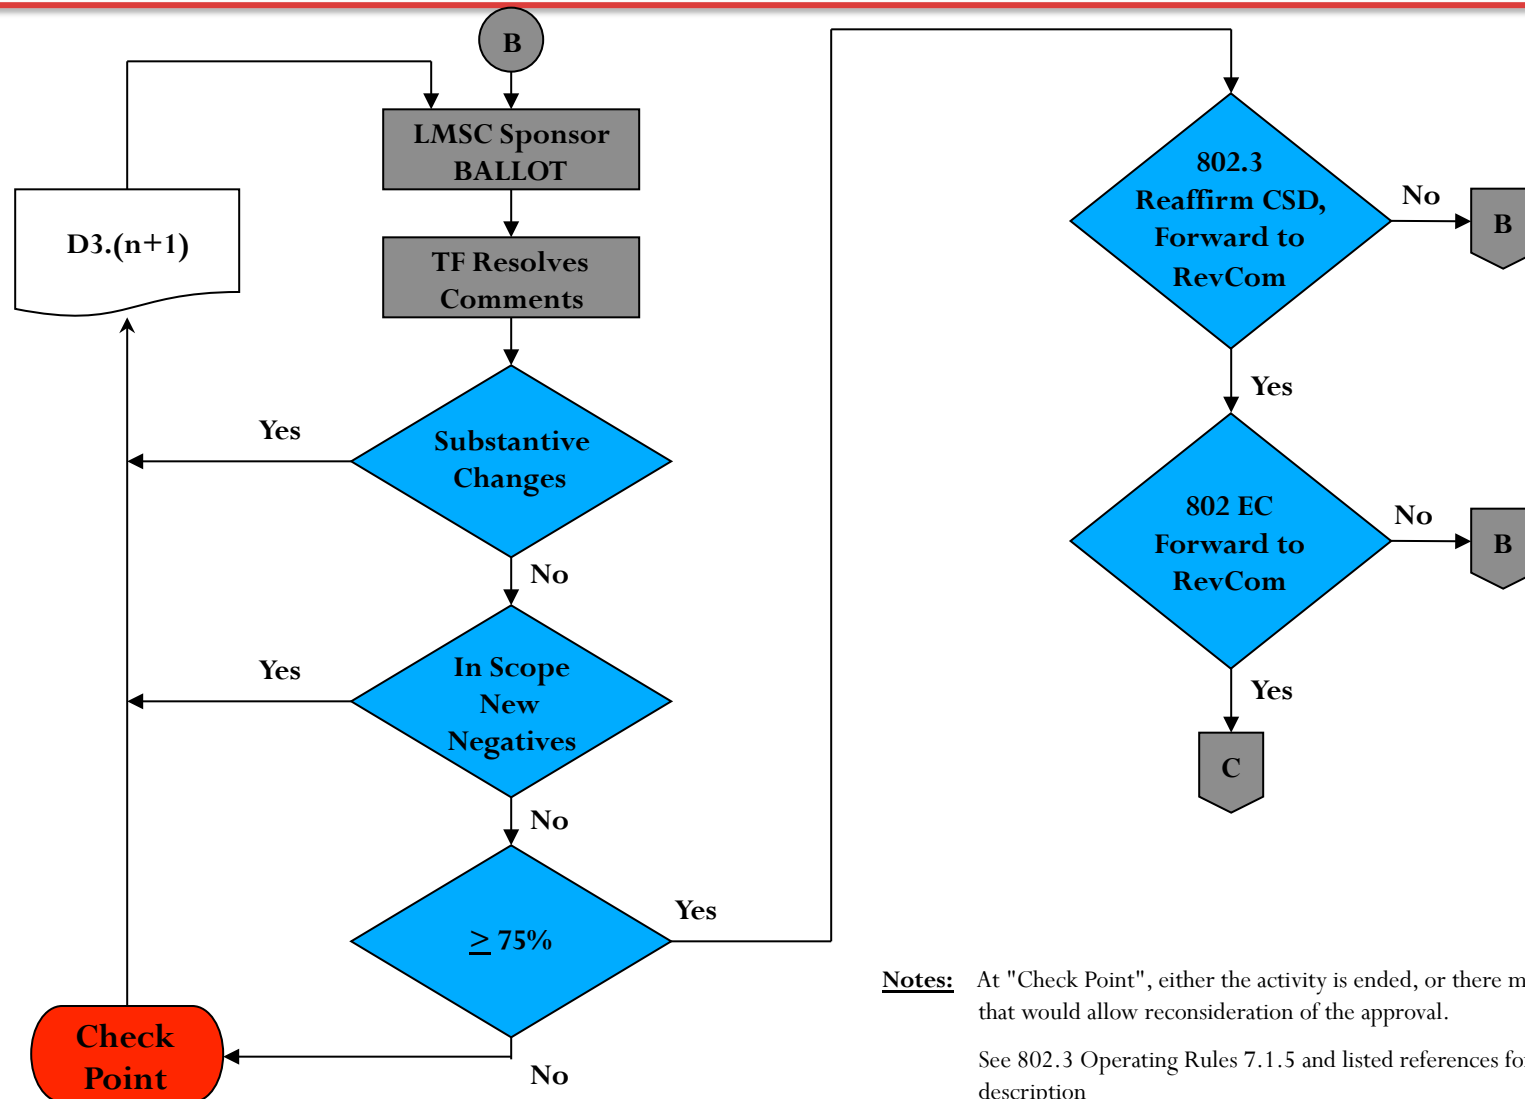 B
LMSC Sponsor
BALLOT
D3.(n+1)
TF Resolves
Comments
Yes
Substantive
Changes
No
Yes
In Scope
New
Negatives
No
≥ 75%
Yes
No
Check
Point
802.3
Reaffirm CSD,
Forward to
RevCom
No
B
Yes
802 EC
Forward to
RevCom
No
B
Yes
C
Notes: At "Check Point", either the activity is ended, or there
that would allow reconsideration of the approval.
See 802.3 Operating Rules 7.1.5 and listed references
description